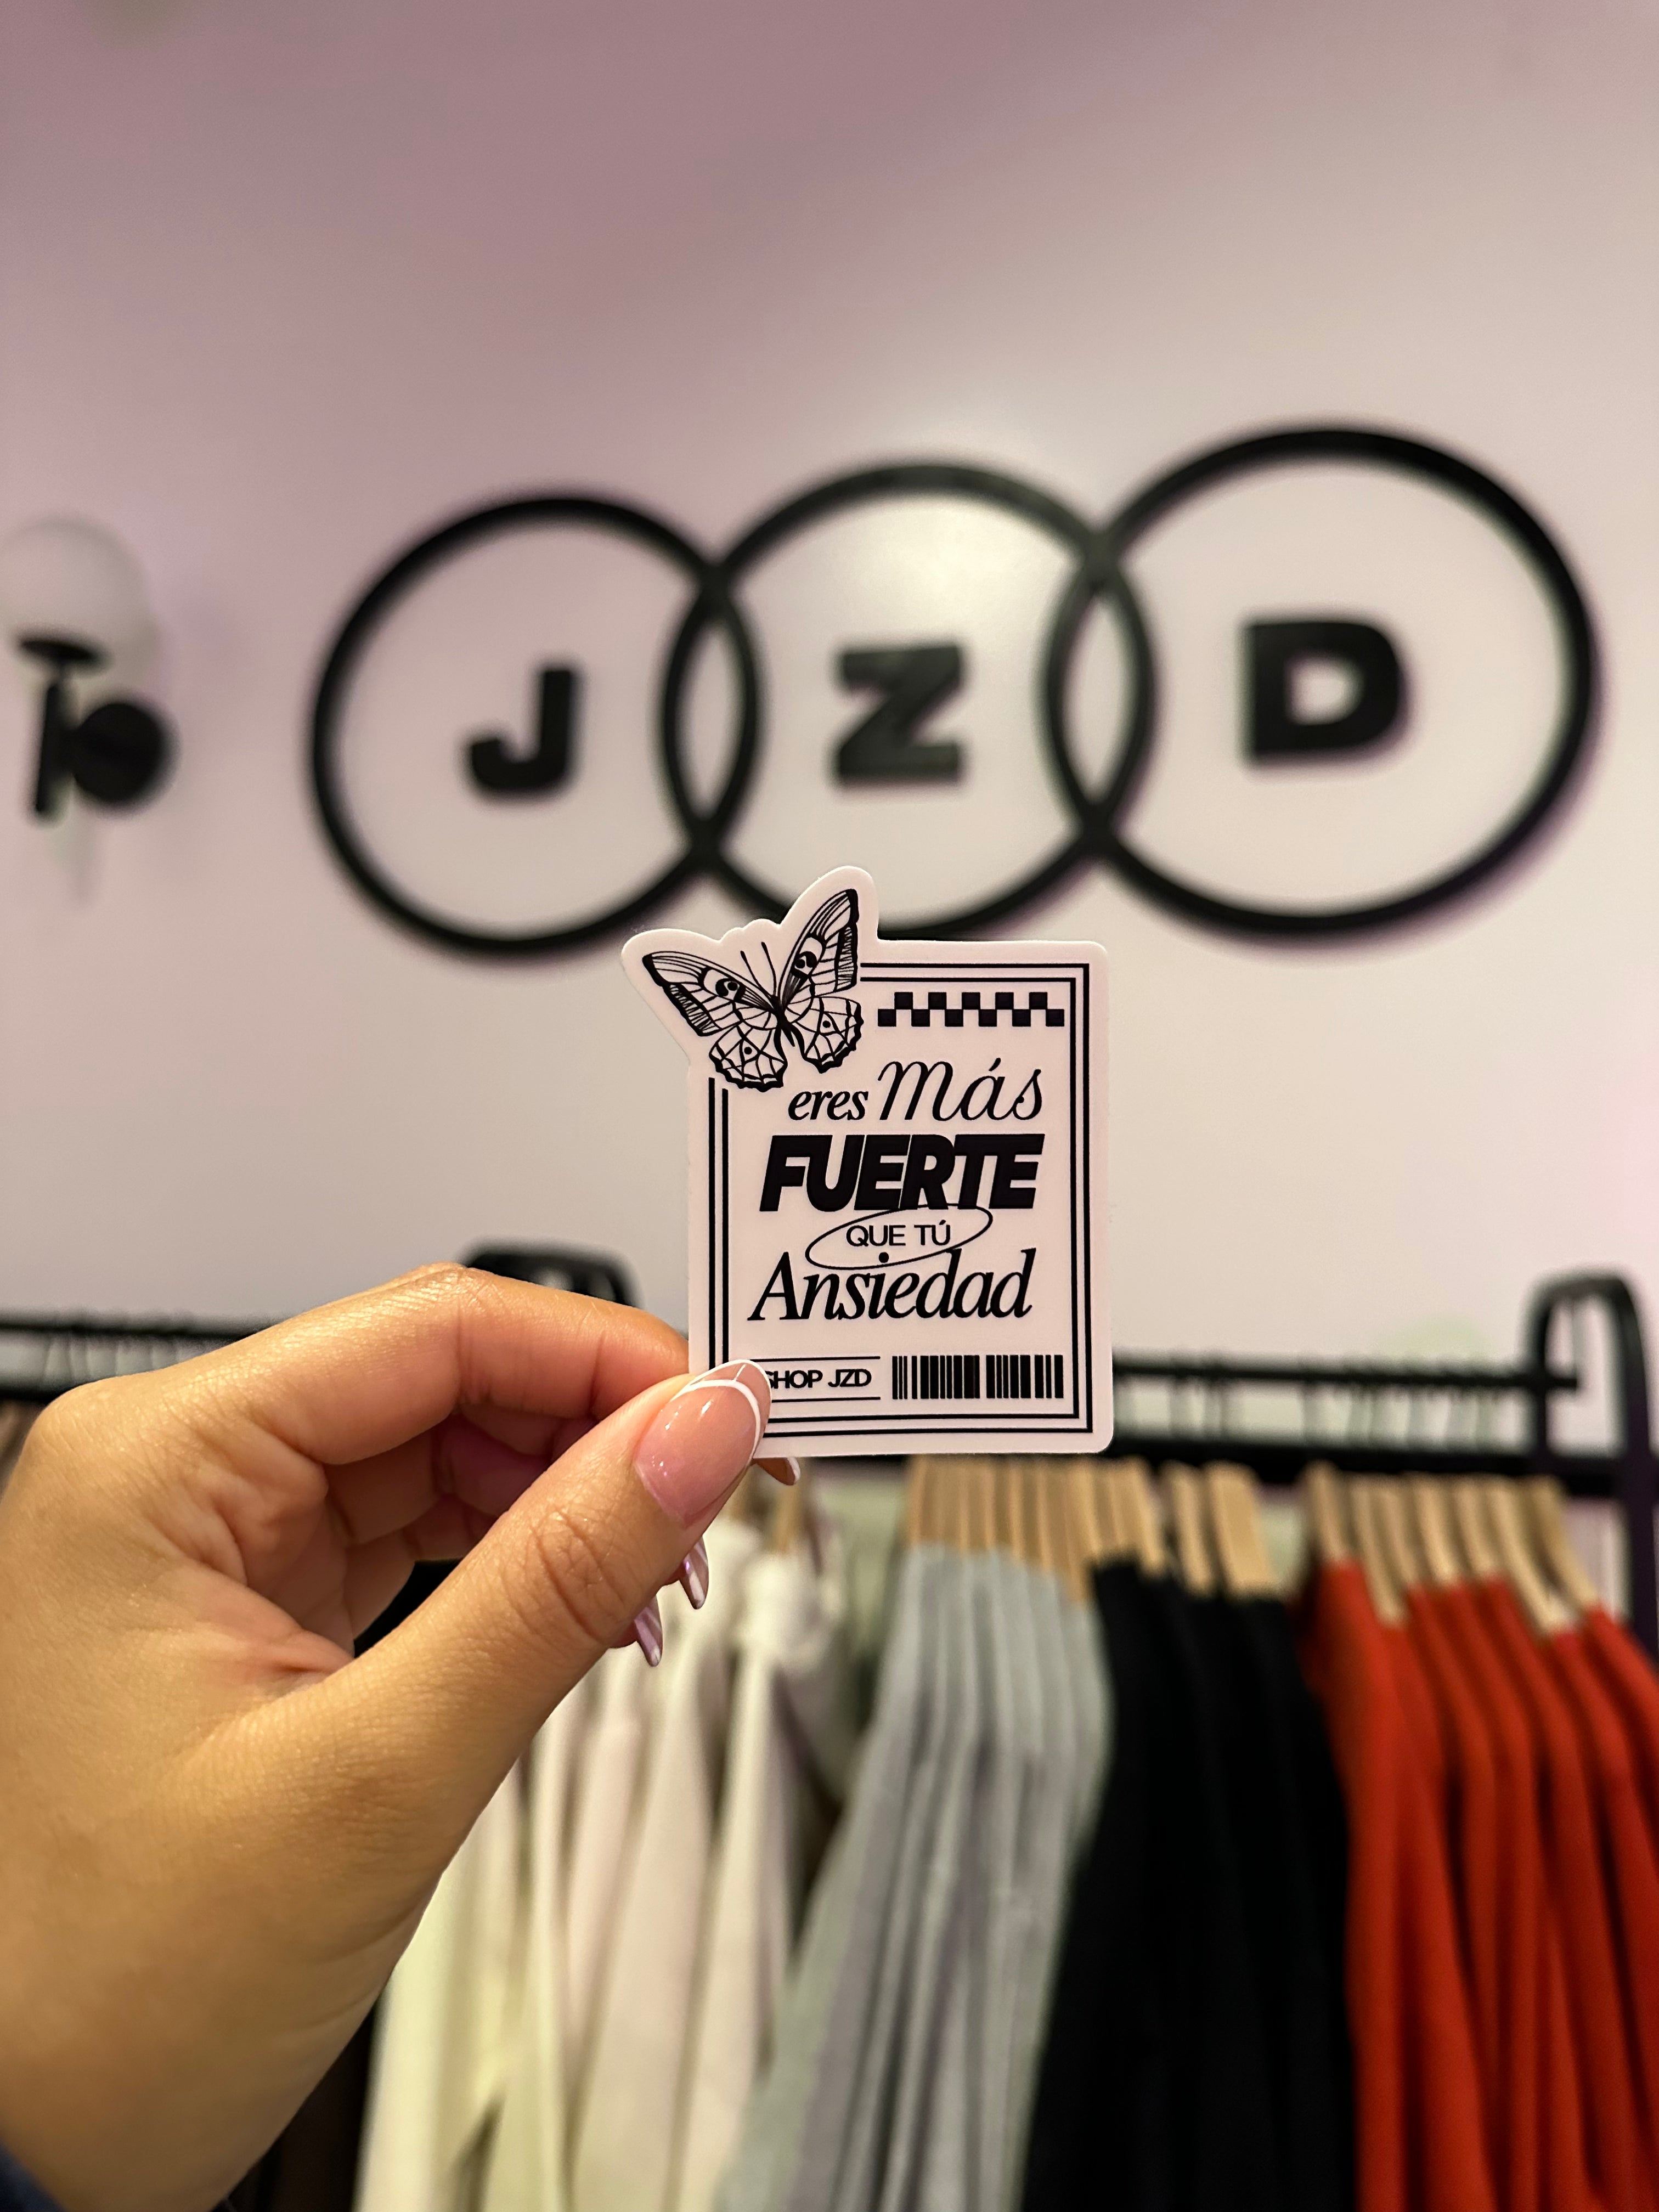 J Z D
eres Más
FUERTE
QUE TÚ
Ansiedad
SHOP JZD